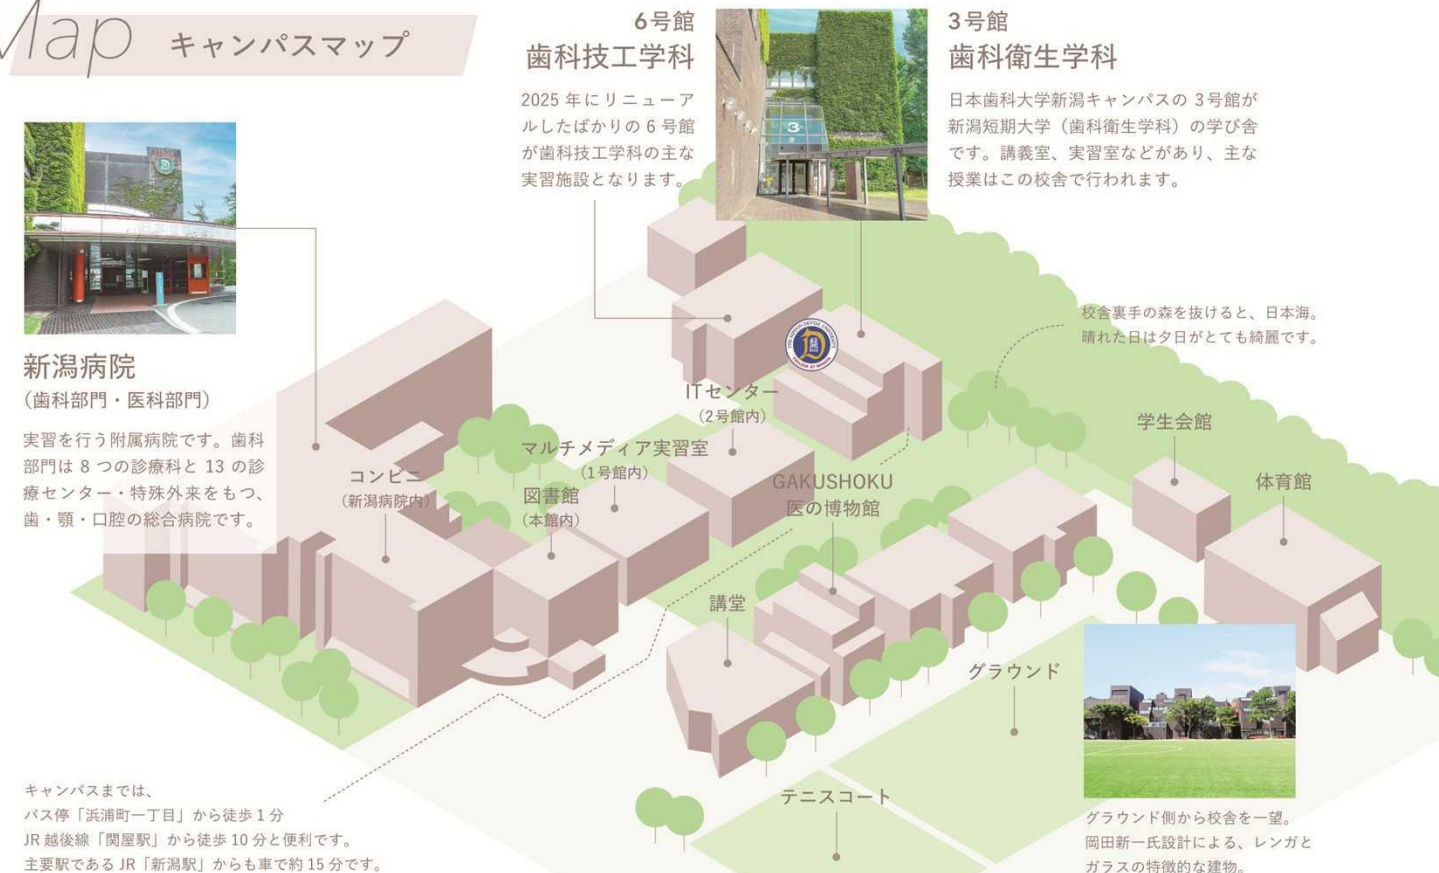 Map キャンパスマップ
6号館
歯科技工学科
2025 年にリニューア
ルしたばかりの 6 号館
が歯科技工学科の主な
実習施設となります。
3
3号館
歯科衛生学科
日本歯科大学新潟キャンパスの 3号館が
新潟短期大学（歯科衛生学科）の学び舎
です。講義室、実習室などがあり、主な
授業はこの校舎で行われます。
新潟病院
（歯科部門・医科部門）
実習を行う附属病院です。歯科
部門は 8 つの診療科と 13 の診
療センター・特殊外来をもつ、
歯・顎・口腔の総合病院です。
校舎裏手の森を抜けると、日本海。
晴れた日は夕日がとても綺麗です。
ITセンター
（2号館内）
マルチメディア実習室
（1号館内）
コンビニ
（新潟病院内）
図書館
（本館内）
GAKUSHOKU
医の博物館
学生会館
体育館
講堂
グラウンド
テニスコート
キャンパスまでは、
バス停「浜浦町一丁目」から徒歩 1 分
JR 越後線「関屋駅」から徒歩 10 分と便利です。
主要駅である JR「新潟駅」からも車で約 15 分です。
グラウンド側から校舎を一望。
岡田新一氏設計による、レンガと
ガラスの特徴的な建物。